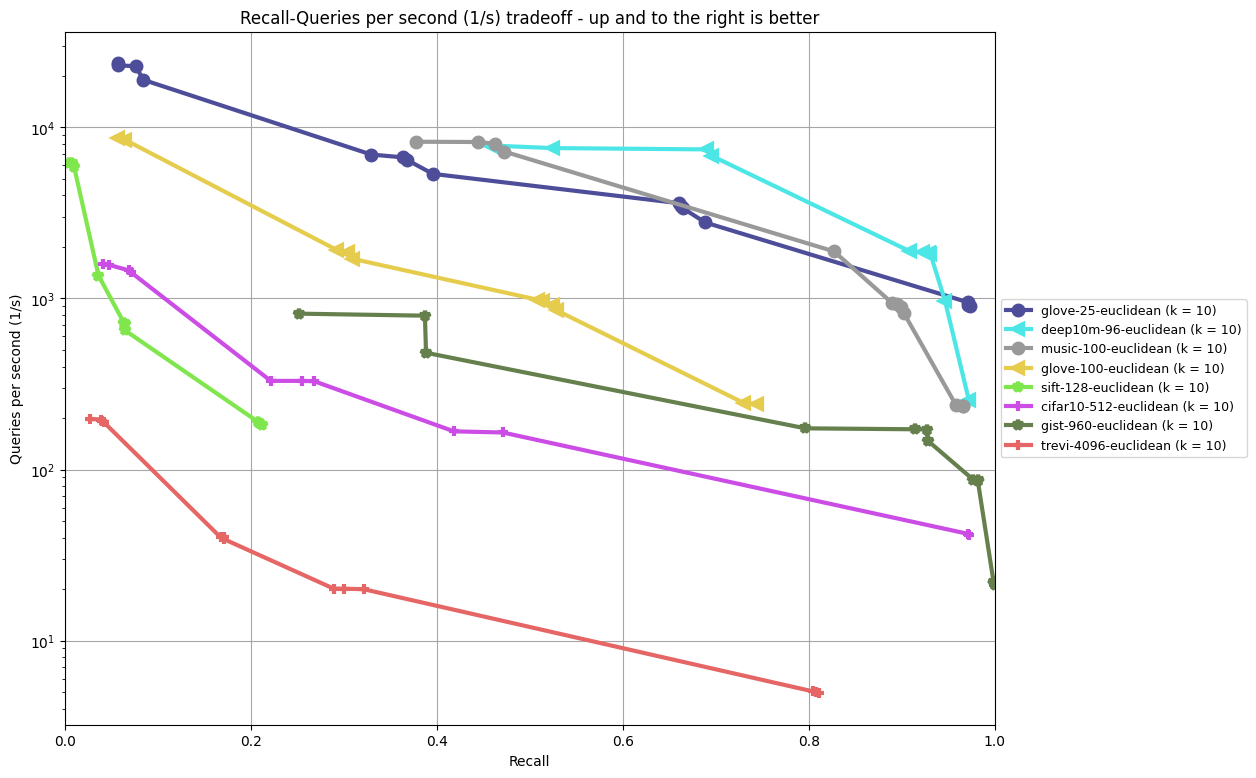 Recall-Queries per second (1/s) tradeoff - up and to the right is better
Queries per second (1/s)
10⁴
10³
10²
10¹
0.0 0.2 0.4 0.6 0.8 1.0
Recall
glove-25-euclidean (k = 10)
deep10m-96-euclidean (k = 10)
music-100-euclidean (k = 10)
glove-100-euclidean (k = 10)
sift-128-euclidean (k = 10)
cifar10-512-euclidean (k = 10)
gist-960-euclidean (k = 10)
trevi-4096-euclidean (k = 10)